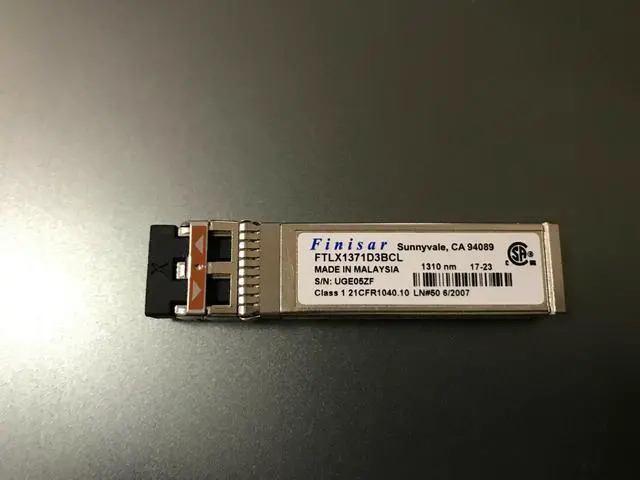 Finisar Sunnyvale, CA 94089
FTLX1371D3BCL
MADE IN MALAYSIA 1310 nm 17-23
S/N: UGE05ZF
Class 1 21CFR1040.10 LN#50 6/2007